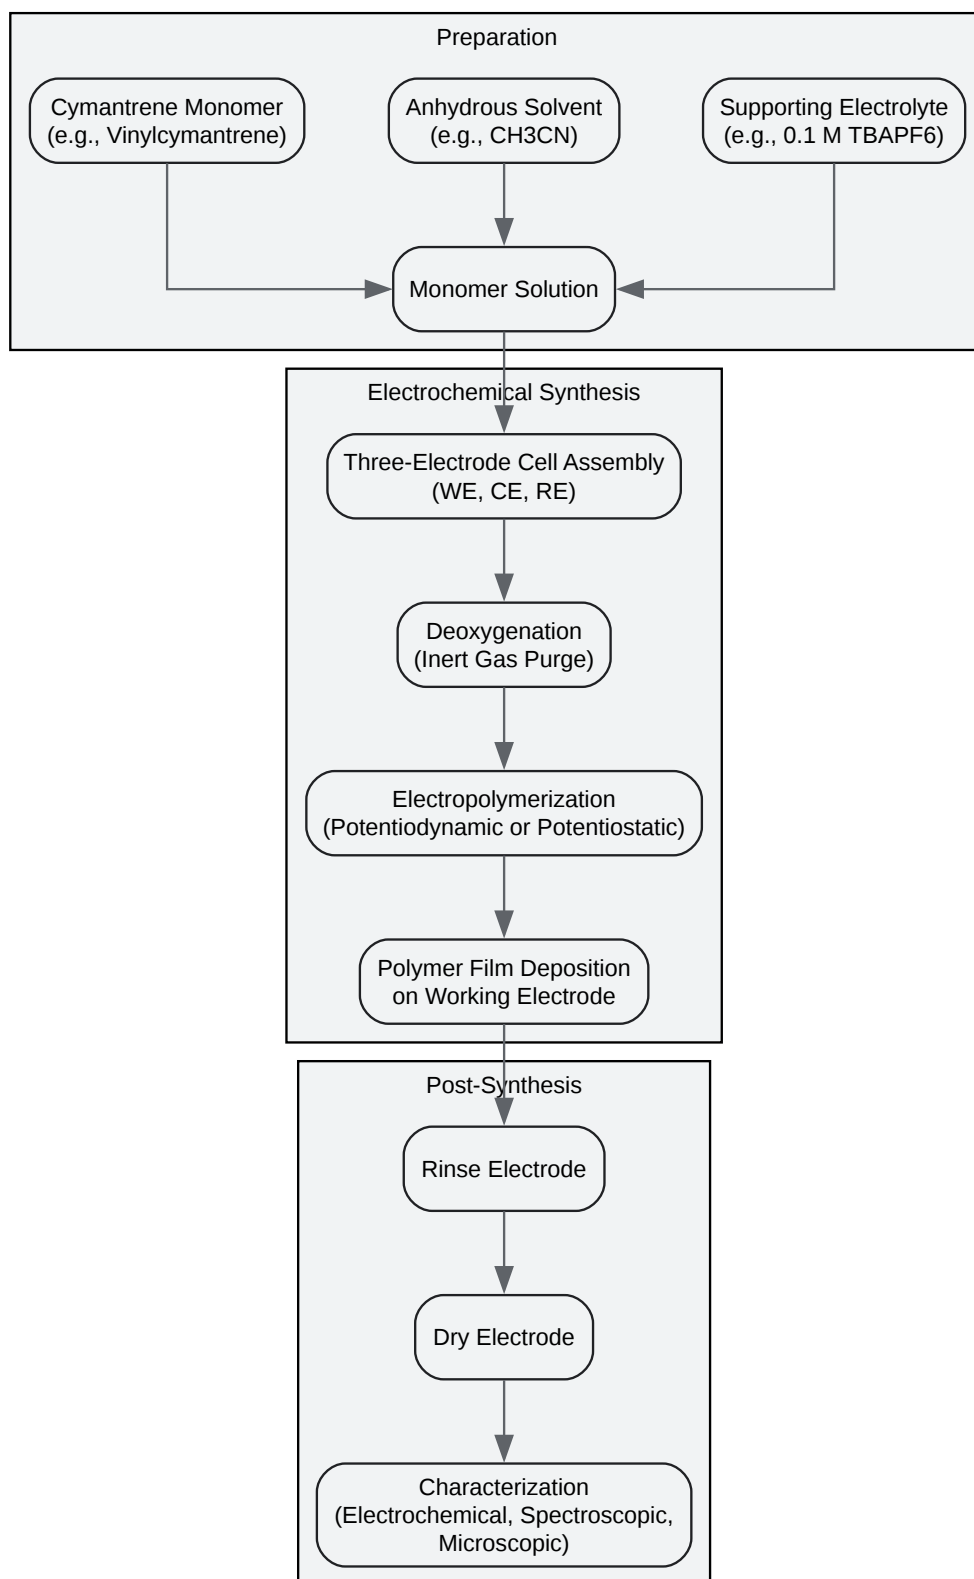 Preparation
Cymantrene Monomer
(e.g., Vinylcymantrene)
Anhydrous Solvent
(e.g., CH3CN)
Supporting Electrolyte
(e.g., 0.1 M TBAPF6)
Monomer Solution
Electrochemical Synthesis
Three-Electrode Cell Assembly
(WE, CE, RE)
Deoxygenation
(Inert Gas Purge)
Electropolymerization
(Potentiodynamic or Potentiostatic)
Polymer Film Deposition
on Working Electrode
Post-Synthesis
Rinse Electrode
Dry Electrode
Characterization
(Electrochemical, Spectroscopic,
Microscopic)